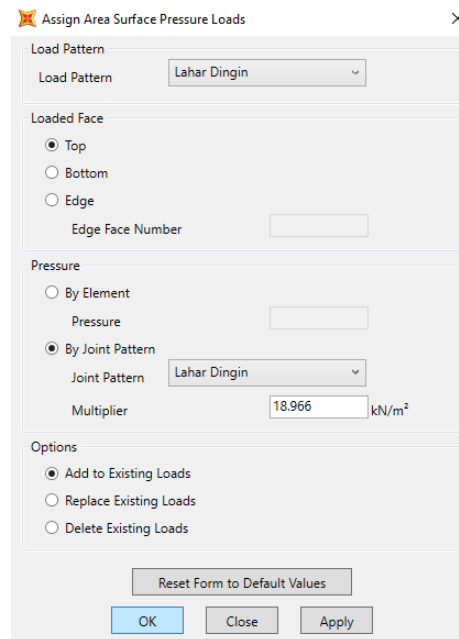 Assign Area Surface Pressure Loads
Load Pattern
Load Pattern Lahar Dingin
Loaded Face
Top
Bottom
Edge
Edge Face Number
Pressure
By Element
Pressure
By Joint Pattern
Joint Pattern Lahar Dingin
Multiplier 18.966 kN/m²
Options
Add to Existing Loads
Replace Existing Loads
Delete Existing Loads
Reset Form to Default Values
OK Close Apply